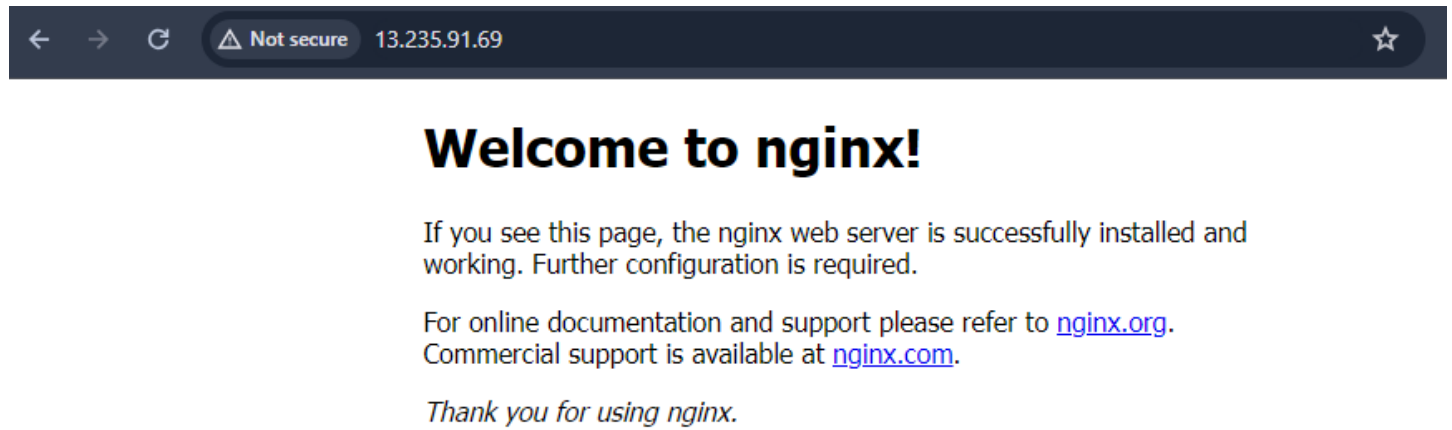 Not secure 13.235.91.69
Welcome to nginx!
If you see this page, the nginx web server is successfully installed and
working. Further configuration is required.
For online documentation and support please refer to nginx.org.
Commercial support is available at nginx.com.
Thank you for using nginx.